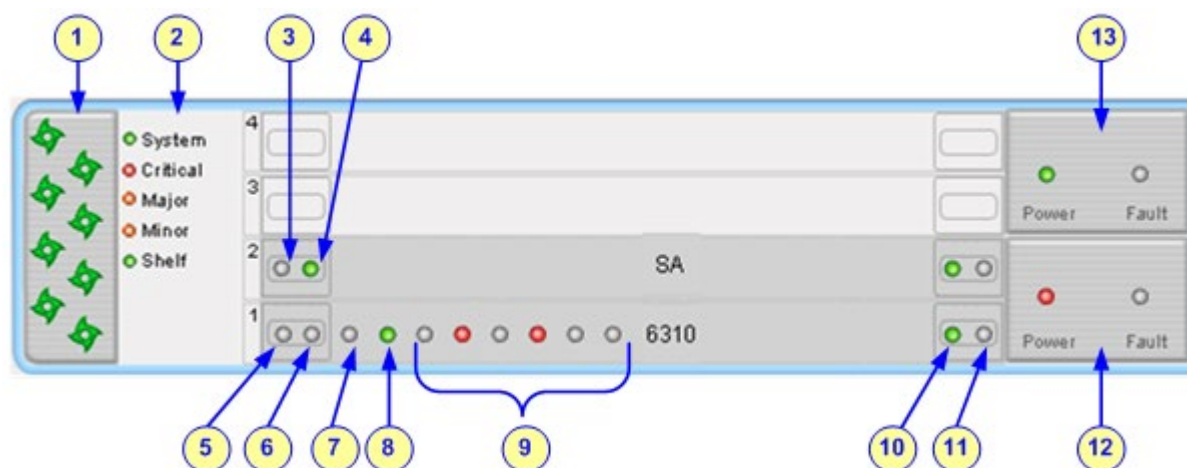 1 2 3 4 13
4
System
Critical
Major
Minor
Shelf
3
Power Fault
2 SA
1 6310
Power Fault
5 6 7 8 9 10 11 12